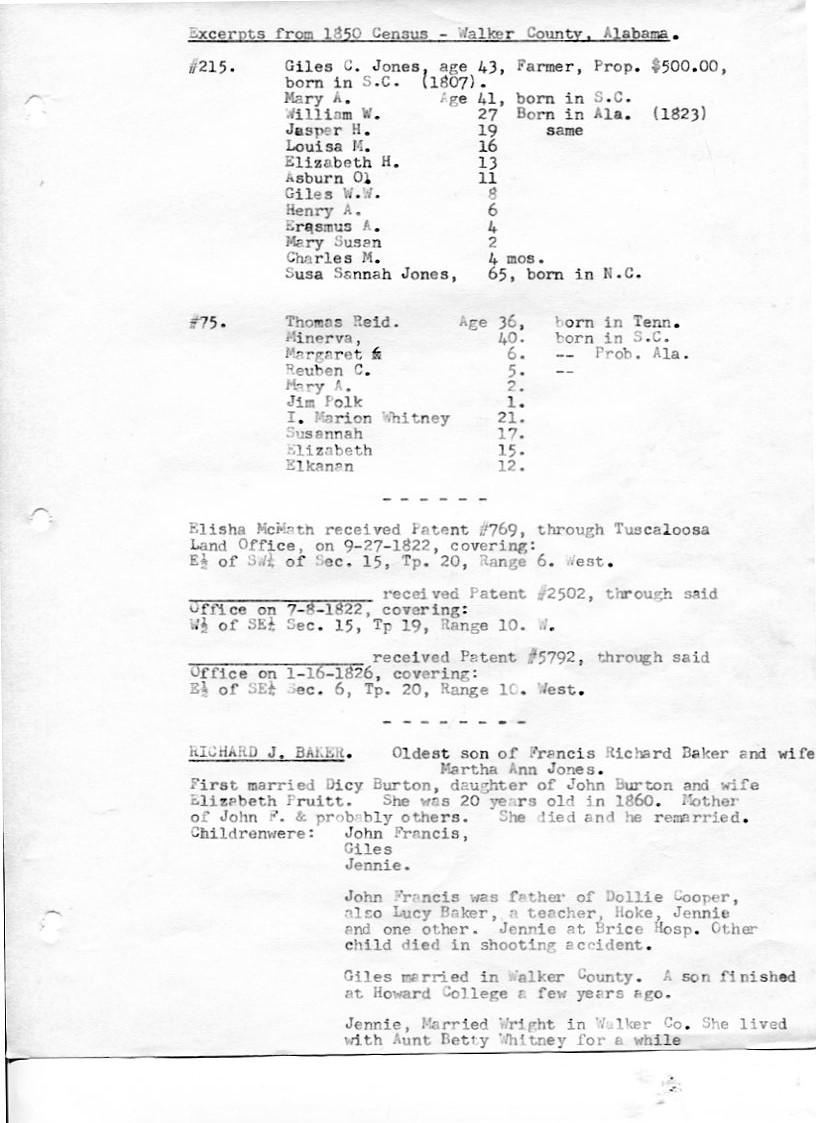 Excerpts from 1850 Census - Walker County, Alabama.
#215. Giles C. Jones, age 43, Farmer, Prop. $500.00,
born in S.C. (1807).
Mary A. Age 41, born in S.C.
William W. 27 Born in Ala. (1823)
Jasper H. 19 same
Louisa M. 16
Elizabeth H. 13
Asburn O. 11
Giles W.W. 8
Henry A. 6
Erasmus A. 4
Mary Susan 2
Charles M. 4 mos.
Susa Sannah Jones, 65, born in N.C.
#75. Thomas Reid. Age 36, born in Tenn.
Minerva, 40. born in S.C.
Margaret 6. -- Prob. Ala.
Reuben C. 5. --
Mary A. 2.
Jim Polk 1.
I. Marion Whitney 21.
Susannah 17.
Elizabeth 15.
Elkanan 12.
- - - - - -
Elisha McMath received Patent #769, through Tuscaloosa
Land Office, on 9-27-1822, covering:
E½ of SW¼ of Sec. 15, Tp. 20, Range 6. West.
__________________ received Patent #2502, through said
Office on 7-8-1822, covering:
W½ of SE¼ Sec. 15, Tp 19, Range 10. W.
__________________ received Patent #5792, through said
Office on 1-16-1826, covering:
E½ of SE¼ Sec. 6, Tp. 20, Range 10. West.
- - - - - - - -
RICHARD J. BAKER. Oldest son of Francis Richard Baker and wife
Martha Ann Jones.
First married Dicy Burton, daughter of John Burton and wife
Elizabeth Pruitt. She was 20 years old in 1860. Mother
of John F. & probably others. She died and he remarried.
Childrenwere: John Francis,
Giles
Jennie.
John Francis was father of Dollie Cooper,
also Lucy Baker, a teacher, Hoke, Jennie
and one other. Jennie at Brice Hosp. Other
child died in shooting accident.
Giles married in Walker County. A son finished
at Howard College a few years ago.
Jennie, Married Wright in Walker Co. She lived
with Aunt Betty Whitney for a while